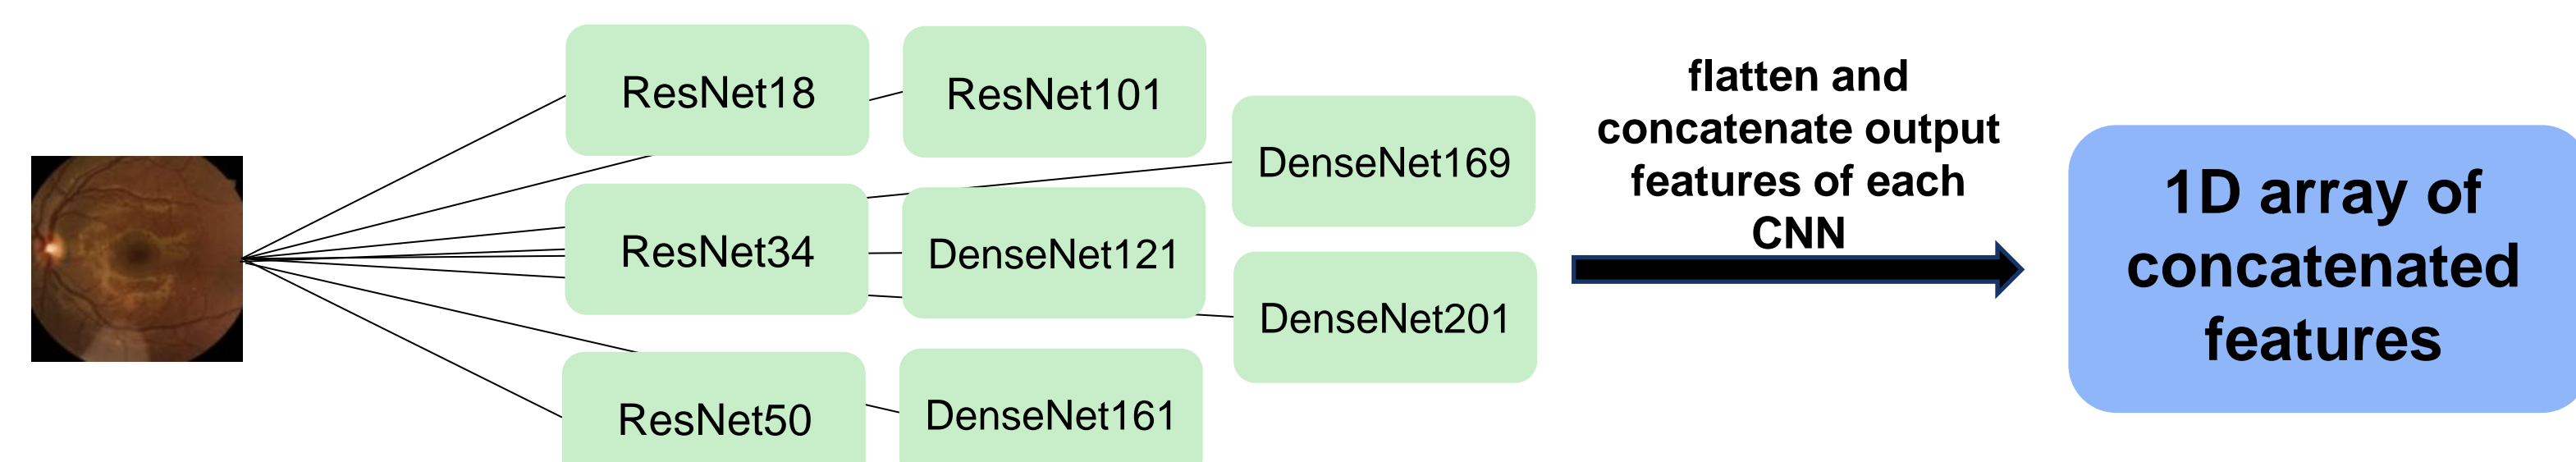 ResNet18
ResNet34
ResNet50
ResNet101
DenseNet121
DenseNet161
DenseNet169
DenseNet201
flatten and
concatenate output
features of each
CNN
1D array of
concatenated
features